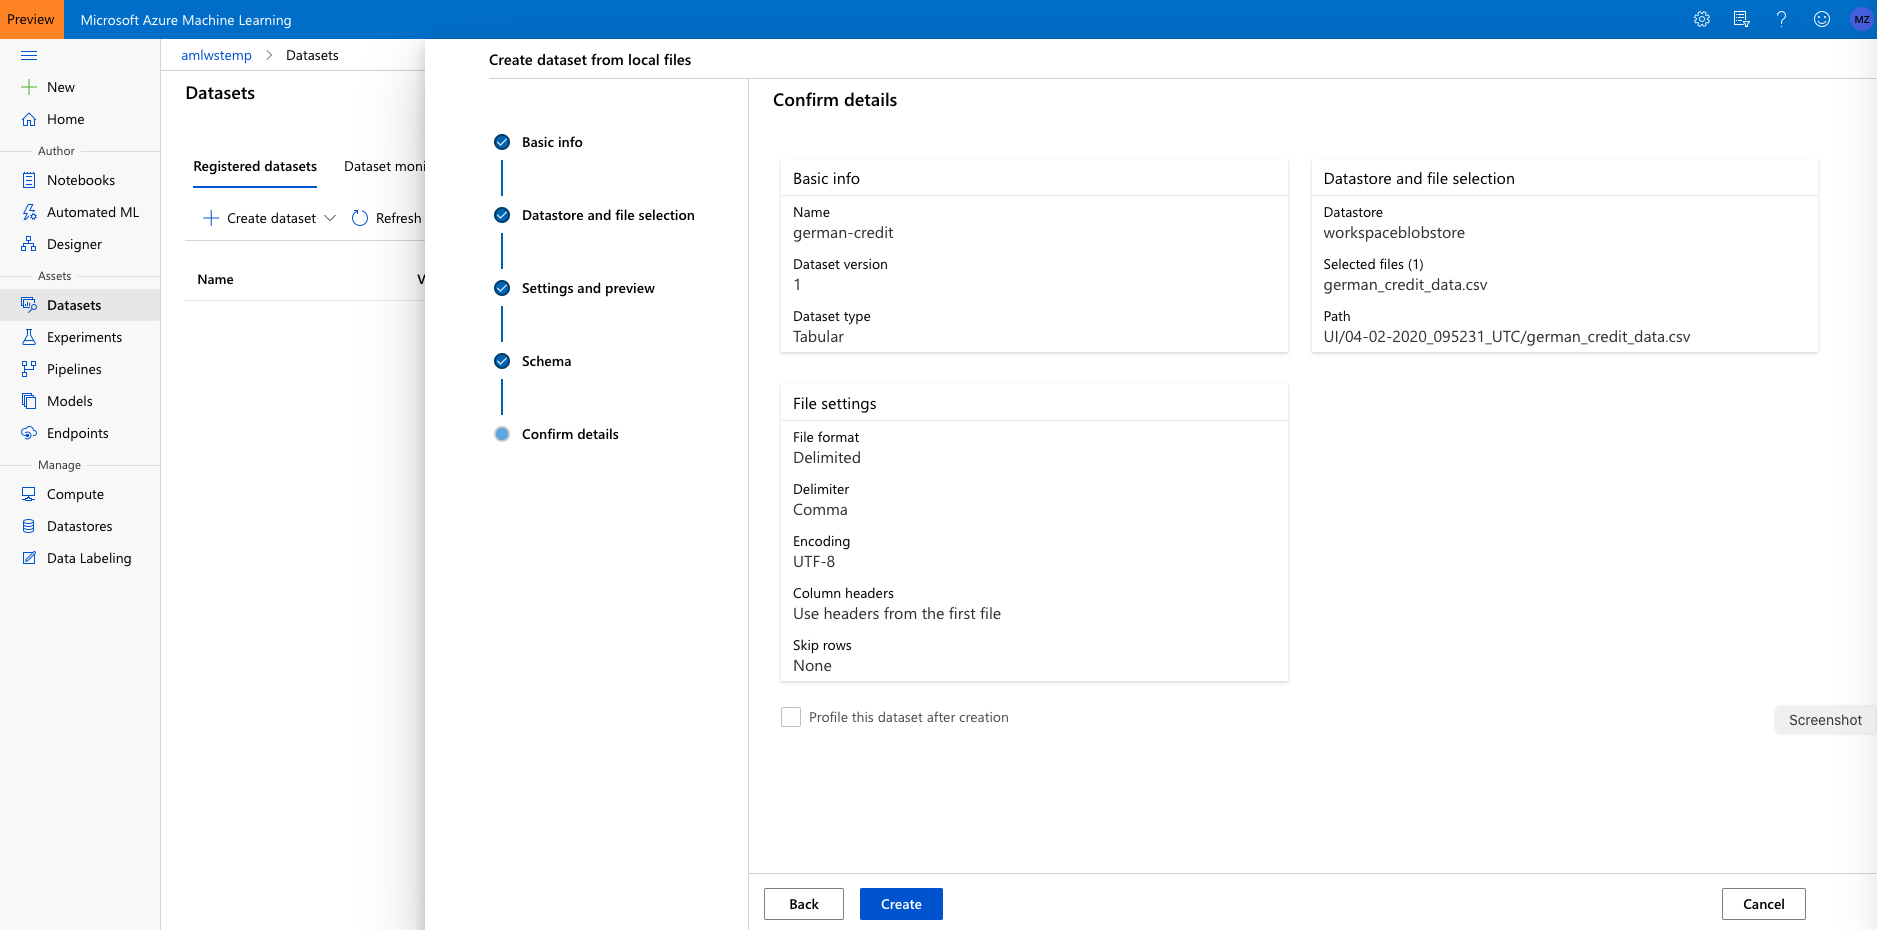 Preview
Microsoft Azure Machine Learning
MZ
New
Home
Author
Notebooks
Automated ML
Designer
Assets
Datasets
Experiments
Pipelines
Models
Endpoints
Manage
Compute
Datastores
Data Labeling
amlwstemp > Datasets
Datasets
Registered datasets Dataset moni
Create dataset Refresh
Name V
Create dataset from local files
Basic info
Datastore and file selection
Settings and preview
Schema
Confirm details
Confirm details
Basic info
Name
german-credit
Dataset version
1
Dataset type
Tabular
Datastore and file selection
Datastore
workspaceblobstore
Selected files (1)
german_credit_data.csv
Path
UI/04-02-2020_095231_UTC/german_credit_data.csv
File settings
File format
Delimited
Delimiter
Comma
Encoding
UTF-8
Column headers
Use headers from the first file
Skip rows
None
Profile this dataset after creation
Screenshot
Back
Create
Cancel